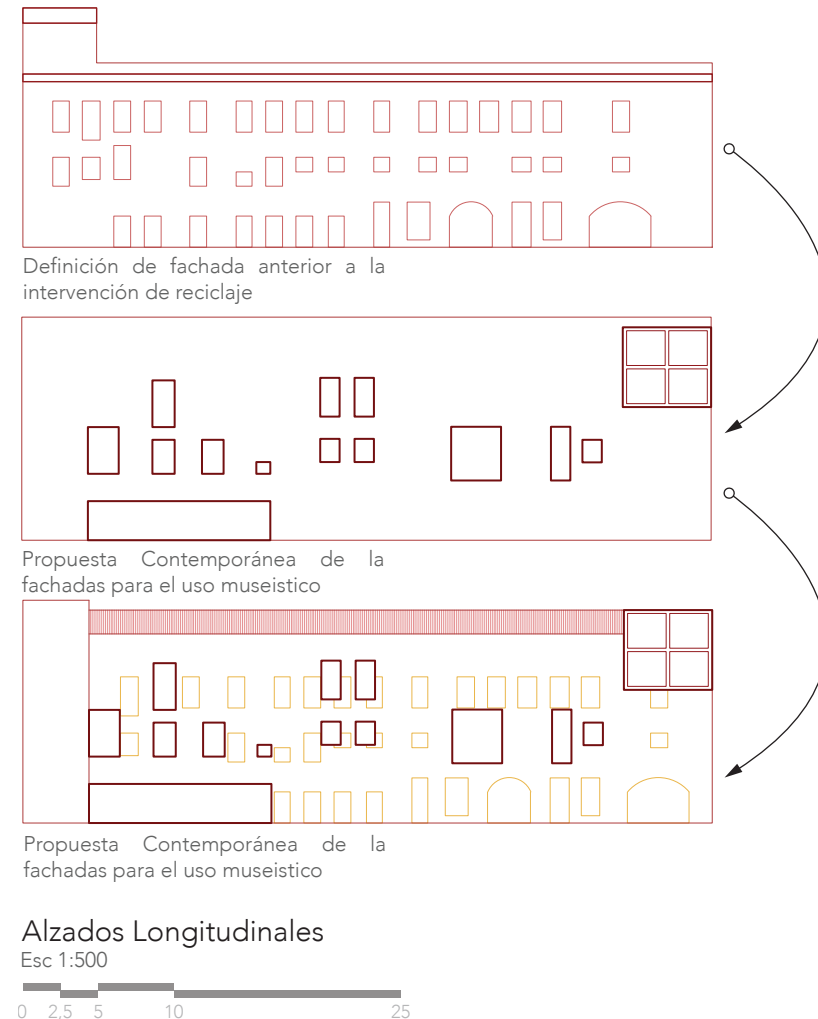 Definición de fachada anterior a la
intervención de reciclaje
Propuesta Contemporánea de la
fachadas para el uso museistico
Propuesta Contemporánea de la
fachadas para el uso museistico
Alzados Longitudinales
Esc 1:500
0 2,5 5 10 25